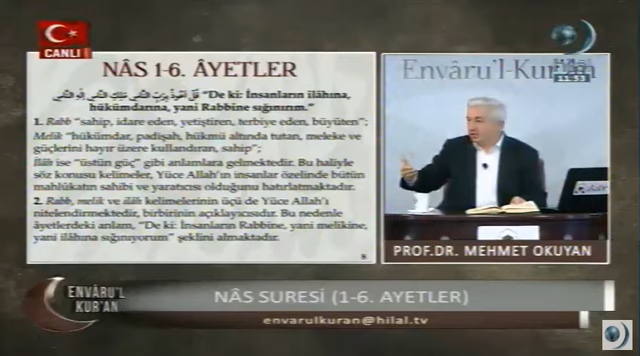 CANLI
NÂS 1-6. ÂYETLER
"De ki: İnsanların ilâhına,
hükümdarına, yani Rabbine sığınırım."
1. Rabb "sahip, idare eden, yetiştiren, terbiye eden, büyüten";
Melik "hükümdar, padişah, hükmü altında tutan, meleke ve
güçlerini hayır üzere kullandıran, sahip";
İlâh ise "üstün güç" gibi anlamlara gelmektedir. Bu haliyle
söz konusu kelimeler, Yüce Allah'ın insanlar özelinde bütün
mahlûkatın sahibi ve yaratıcısı olduğunu hatırlatmaktadır.
2. Rabb, melik ve ilâh kelimelerinin üçü de Yüce Allah'ı
nitelendirmektedir, birbirinin açıklayıcısıdır. Bu nedenle
âyetlerdeki anlam, "De ki: İnsanların Rabbine, yani melikine,
yani ilâhına sığınıyorum" şeklini almaktadır.
8
Envâru'l-Kur'an
PROF.DR. MEHMET OKUYAN
ENVÂRU'L
KUR'AN
NÂS SURESİ (1-6. AYETLER)
envarulkuran@hilal.tv